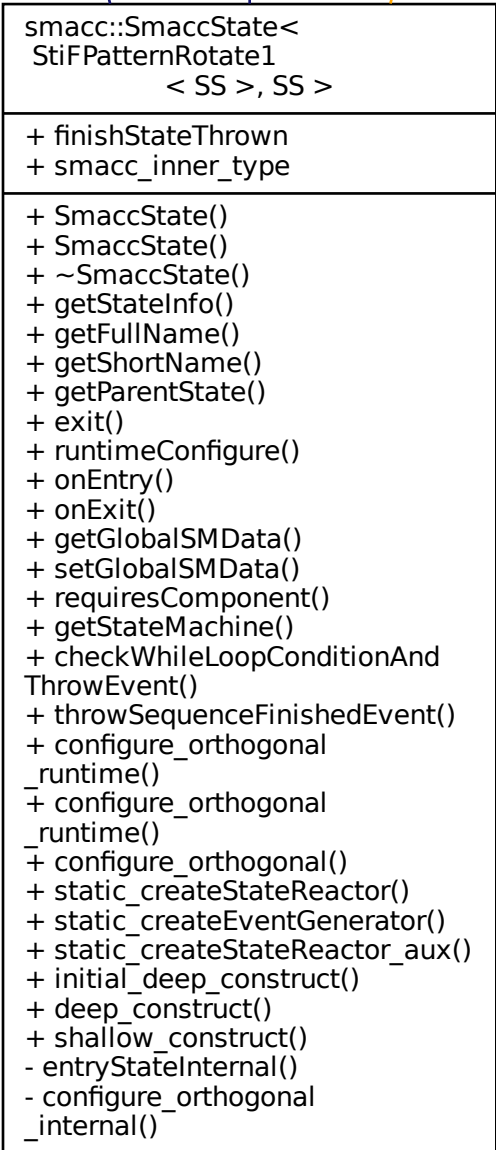 smacc::SmaccState<
StiFPatternRotate1
< SS >, SS >
+ finishStateThrown
+ smacc_inner_type
+ SmaccState()
+ SmaccState()
+ ~SmaccState()
+ getStateInfo()
+ getFullName()
+ getShortName()
+ getParentState()
+ exit()
+ runtimeConfigure()
+ onEntry()
+ onExit()
+ getGlobalSMData()
+ setGlobalSMData()
+ requiresComponent()
+ getStateMachine()
+ checkWhileLoopConditionAnd
ThrowEvent()
+ throwSequenceFinishedEvent()
+ configure_orthogonal
_runtime()
+ configure_orthogonal
_runtime()
+ configure_orthogonal()
+ static_createStateReactor()
+ static_createEventGenerator()
+ static_createStateReactor_aux()
+ initial_deep_construct()
+ deep_construct()
+ shallow_construct()
- entryStateInternal()
- configure_orthogonal
_internal()